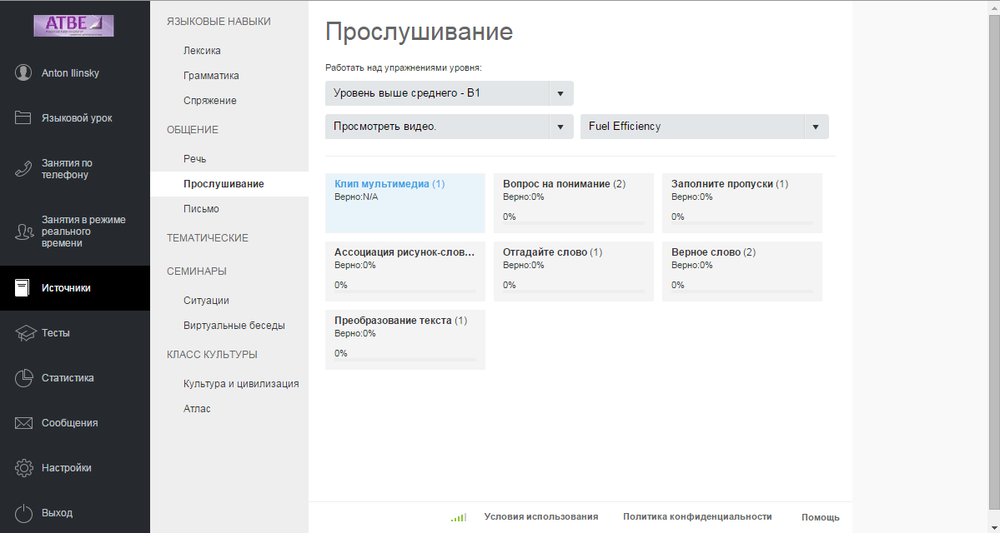 АТВЕ
Anton Ilinsky
Языковой урок
Занятия по
телефону
Занятия в режиме
реального
времени
Источники
Тесты
Статистика
Сообщения
Настройки
Выход
ЯЗЫКОВЫЕ НАВЫКИ
Лексика
Грамматика
Спряжение
ОБЩЕНИЕ
Речь
Прослушивание
Письмо
ТЕМАТИЧЕСКИЕ
СЕМИНАРЫ
Ситуации
Виртуальные беседы
КЛАСС КУЛЬТУРЫ
Культура и цивилизация
Атлас
Прослушивание
Работать над упражнениями уровня:
Уровень выше среднего - B1
Просмотреть видео.
Fuel Efficiency
Клип мультимедиа (1)
Верно:N/A
Вопрос на понимание (2)
Верно:0%
0%
Заполните пропуски (1)
Верно:0%
0%
Ассоциация рисунок-слов…
Верно:0%
0%
Отгадайте слово (1)
Верно:0%
0%
Верное слово (2)
Верно:0%
0%
Преобразование текста (1)
Верно:0%
0%
Условия использования
Политика конфиденциальности
Помощь